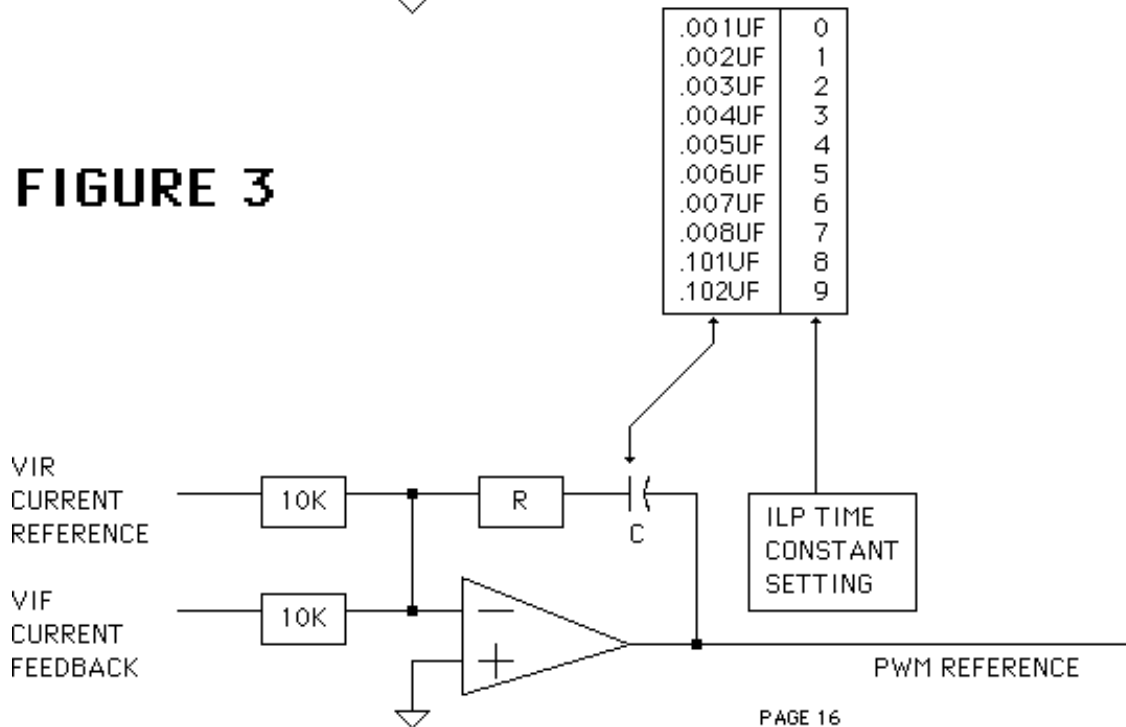 .001UF 0
.002UF 1
.003UF 2
.004UF 3
.005UF 4
.006UF 5
.007UF 6
.008UF 7
.101UF 8
.102UF 9
FIGURE 3
VIR
CURRENT
REFERENCE
10K
R
C
ILP TIME
CONSTANT
SETTING
VIF
CURRENT
FEEDBACK
10K
PWM REFERENCE
PAGE 16